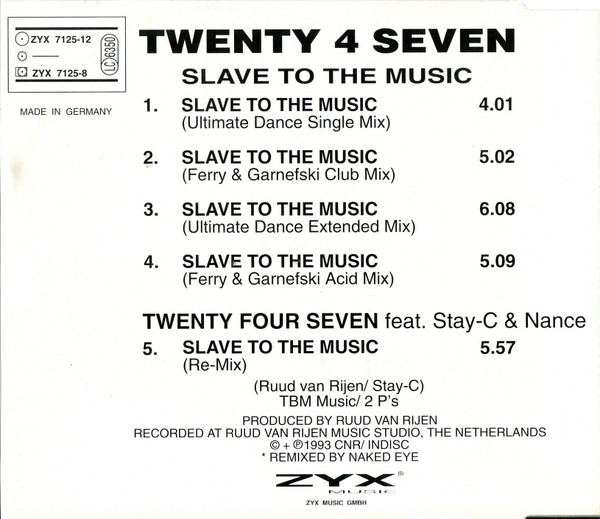 ZYX 7125-12
ZYX 7125-8
LC 6350
MADE IN GERMANY
TWENTY 4 SEVEN
SLAVE TO THE MUSIC
1. SLAVE TO THE MUSIC 4.01
(Ultimate Dance Single Mix)
2. SLAVE TO THE MUSIC 5.02
(Ferry & Garnefski Club Mix)
3. SLAVE TO THE MUSIC 6.08
(Ultimate Dance Extended Mix)
4. SLAVE TO THE MUSIC 5.09
(Ferry & Garnefski Acid Mix)
TWENTY FOUR SEVEN feat. Stay-C & Nance
5. SLAVE TO THE MUSIC 5.57
(Re-Mix)
(Ruud van Rijen/ Stay-C)
TBM Music/ 2 P's
PRODUCED BY RUUD VAN RIJEN
RECORDED AT RUUD VAN RIJEN MUSIC STUDIO, THE NETHERLANDS
© + ℗ 1993 CNR/ INDISC
* REMIXED BY NAKED EYE
ZYX ®
MUSIC
ZYX MUSIC GMBH